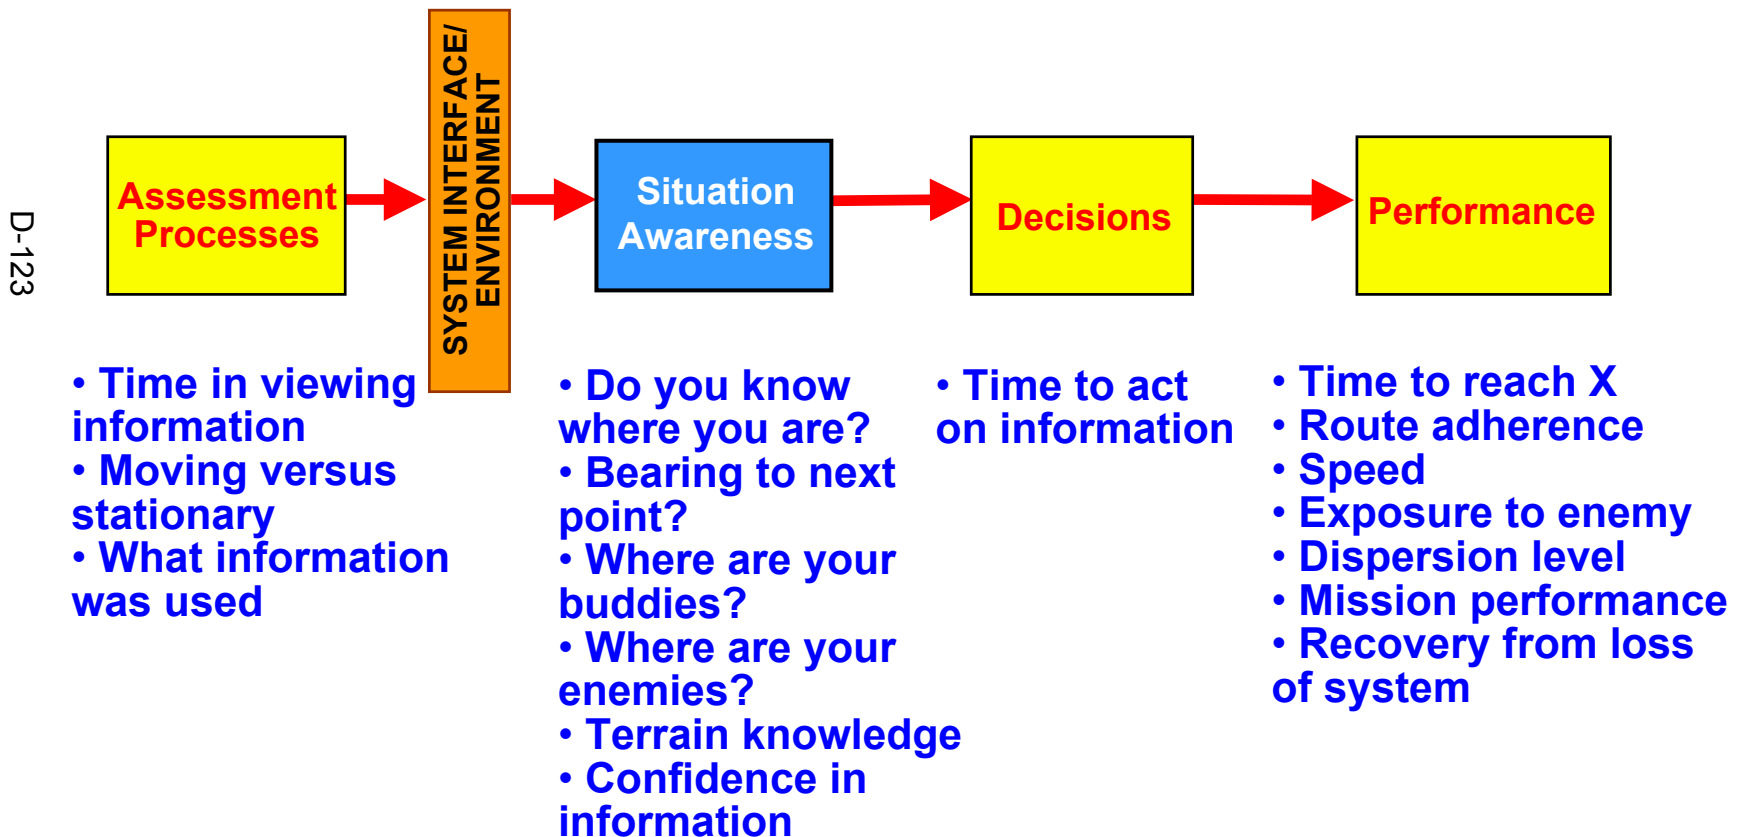 D-123
Assessment
Processes
SYSTEM INTERFACE/
ENVIRONMENT
Situation
Awareness
Decisions
Performance
• Time in viewing
information
• Moving versus
stationary
• What information
was used
• Do you know
where you are?
• Bearing to next
point?
• Where are your
buddies?
• Where are your
enemies?
• Terrain knowledge
• Confidence in
information
• Time to act
on information
• Time to reach X
• Route adherence
• Speed
• Exposure to enemy
• Dispersion level
• Mission performance
• Recovery from loss
of system